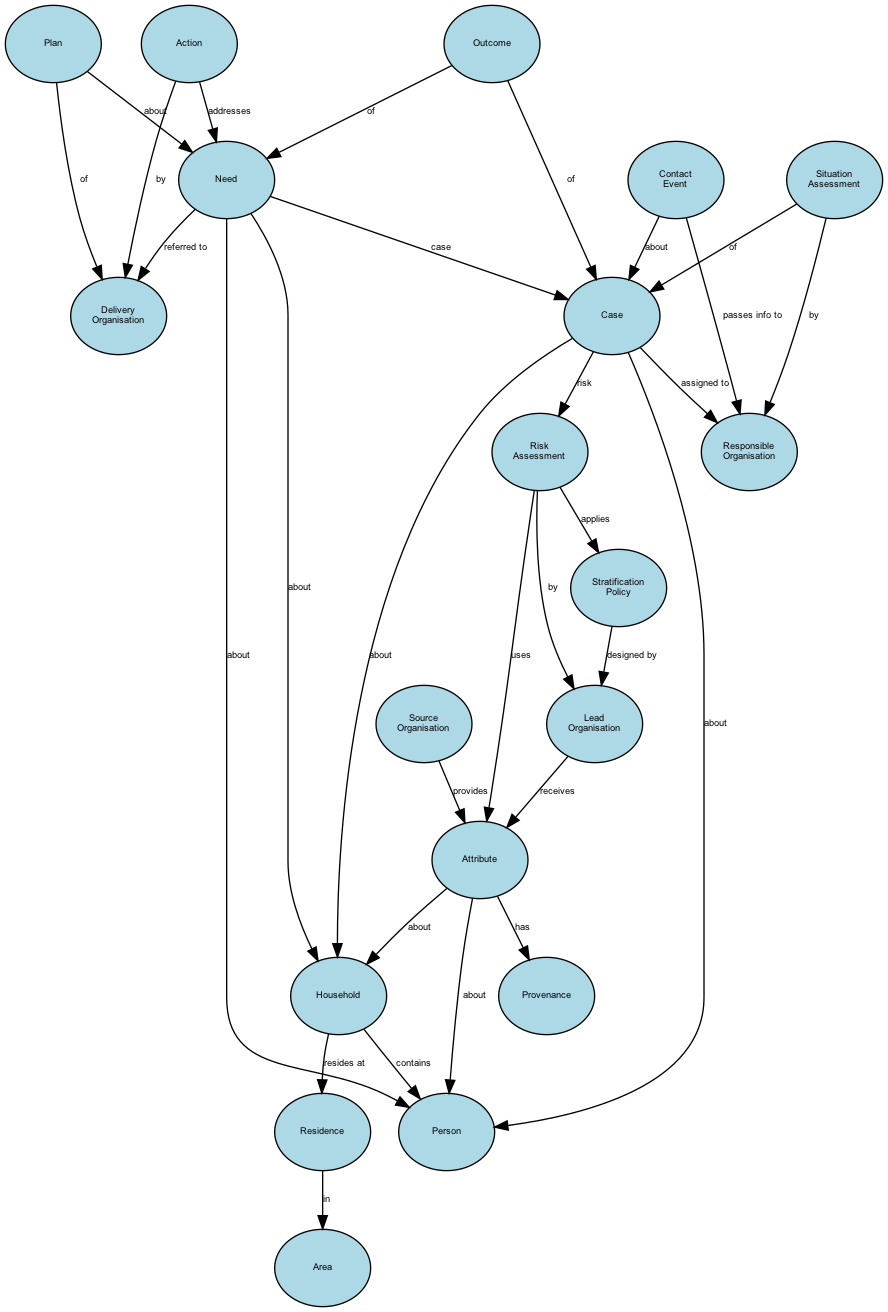 Plan
Action
Outcome
about
addresses
of
of
by
Need
of
Contact
Event
Situation
Assessment
referred to
case
about
of
Delivery
Organisation
Case
passes info to
by
risk
assigned to
Risk
Assessment
Responsible
Organisation
applies
about
by
Stratification
Policy
about
about
uses
designed by
Source
Organisation
Lead
Organisation
about
provides
receives
Attribute
about
has
Household
about
Provenance
resides at
contains
Residence
Person
in
Area